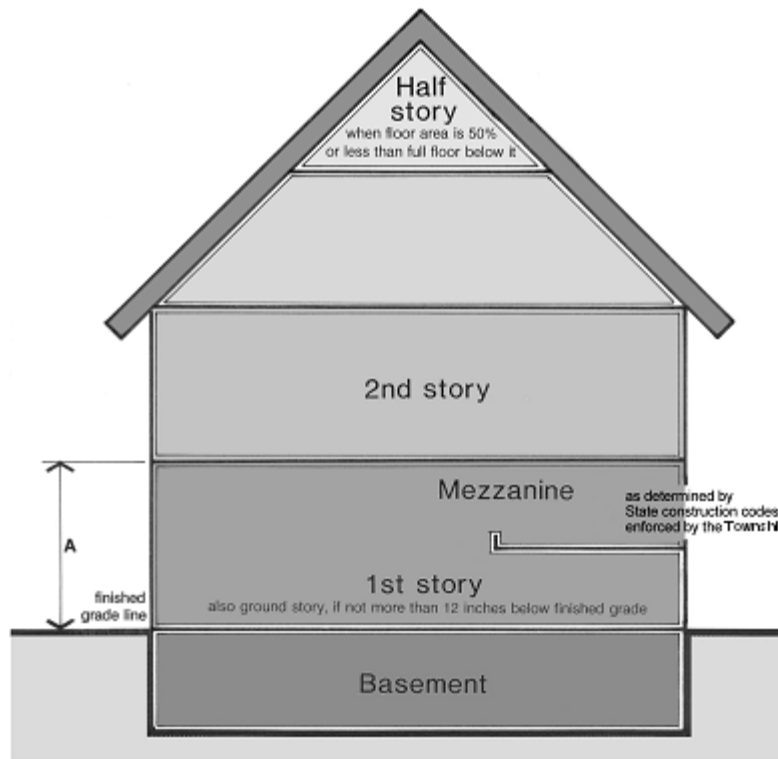 Half
story
when floor area is 50%
or less than full floor below it
2nd story
Mezzanine
as determined by
State construction codes
enforced by the
A
1st story
also ground story, if not more than 12 inches below finished grade
finished
grade line
Basement